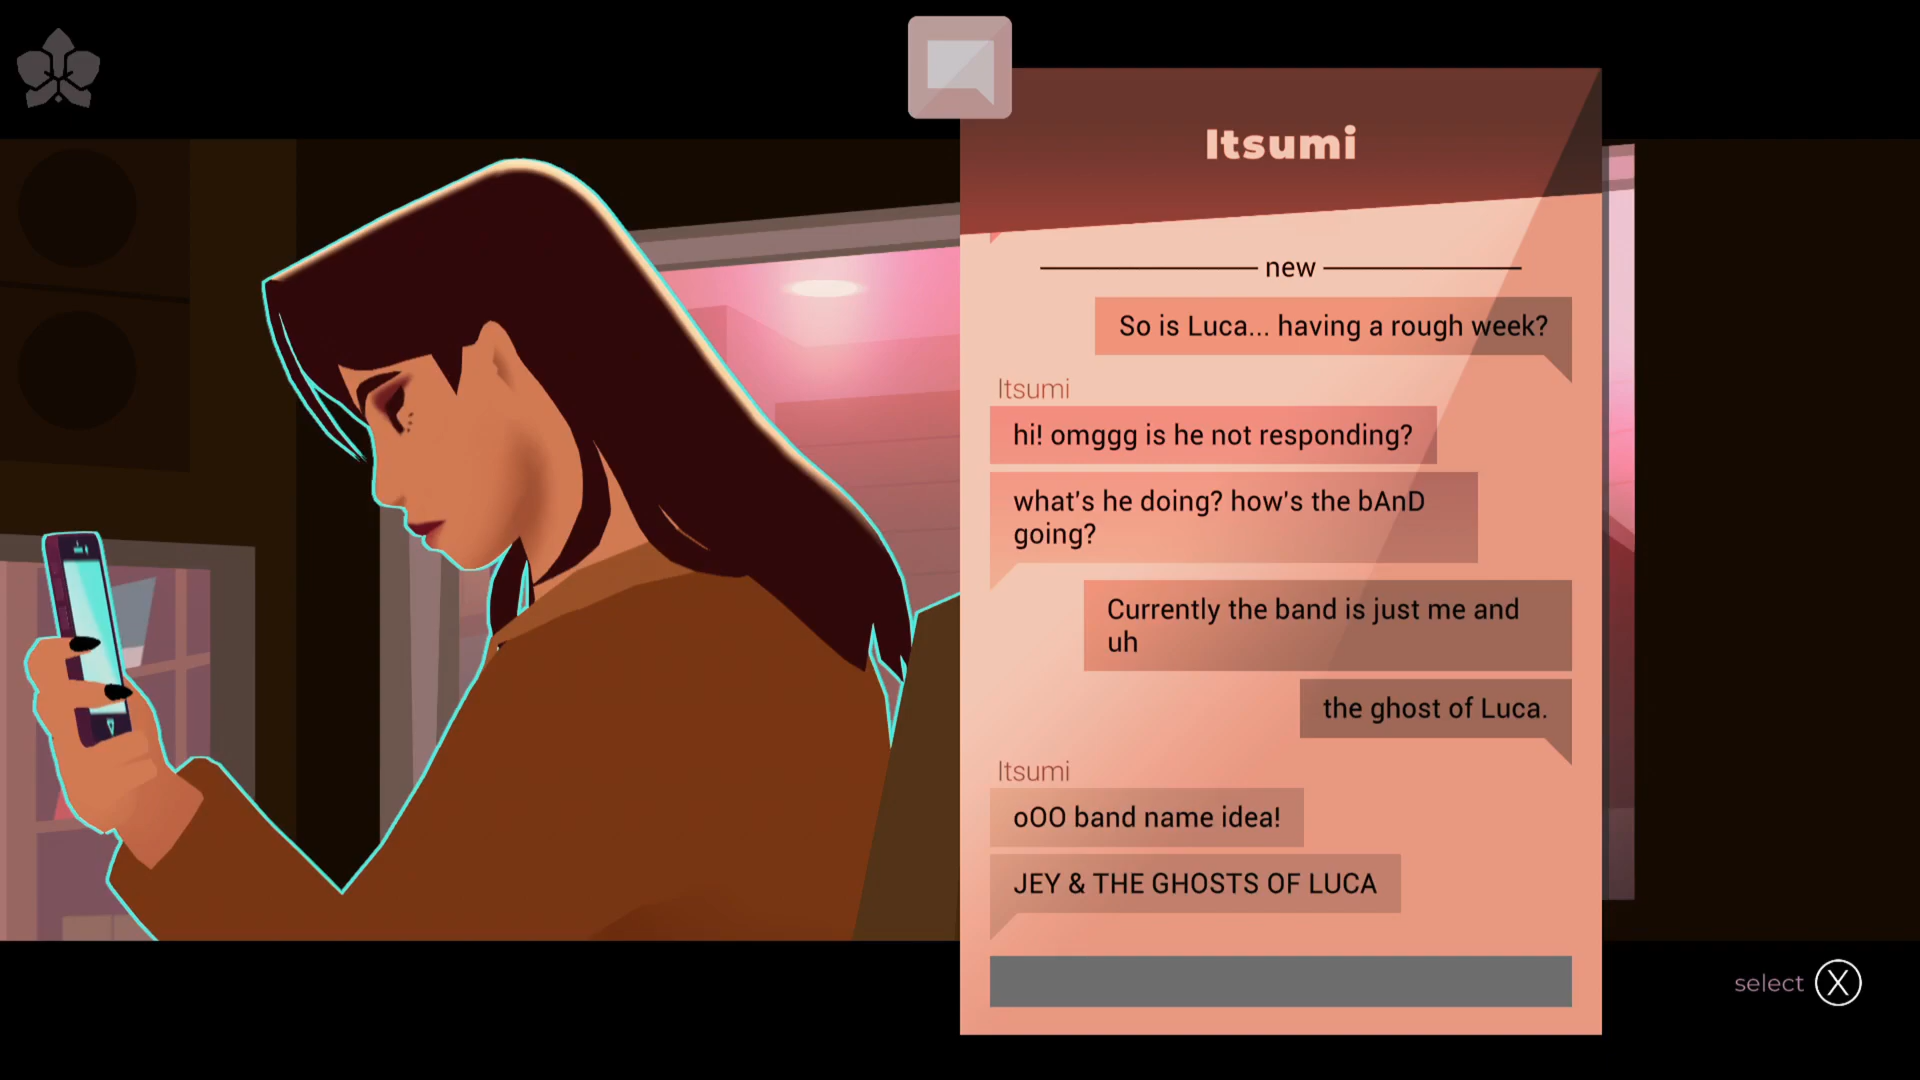 Itsumi
new
So is Luca... having a rough week?
Itsumi
hi! omggg is he not responding?
what's he doing? how's the bAnD
going?
Currently the band is just me and
uh
the ghost of Luca.
Itsumi
oOO band name idea!
JEY & THE GHOSTS OF LUCA
select X